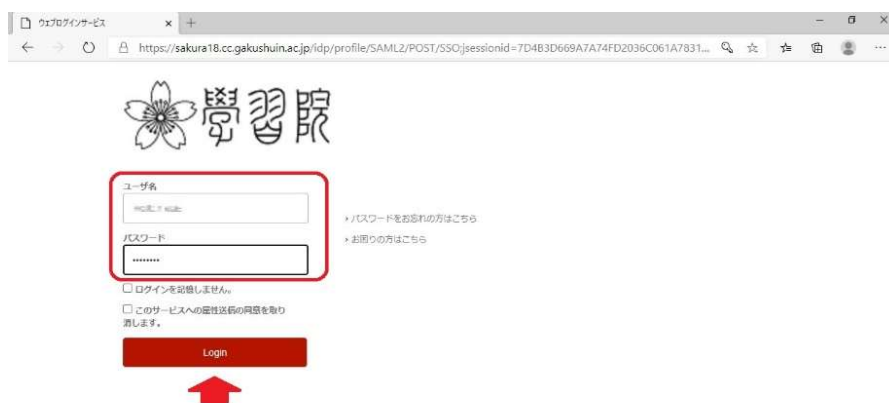 ウェブログインサービス
https://sakura18.cc.gakushuin.ac.jp/idp/profile/SAML2/POST/SSO;jsessionid=7D4B3D669A7A74FD2036C061A7831...
學習院
ユーザ名
パスワード
› パスワードをお忘れの方はこちら
› お困りの方はこちら
ログインを記憶しません。
このサービスへの属性送信の同意を取り
消します。
Login